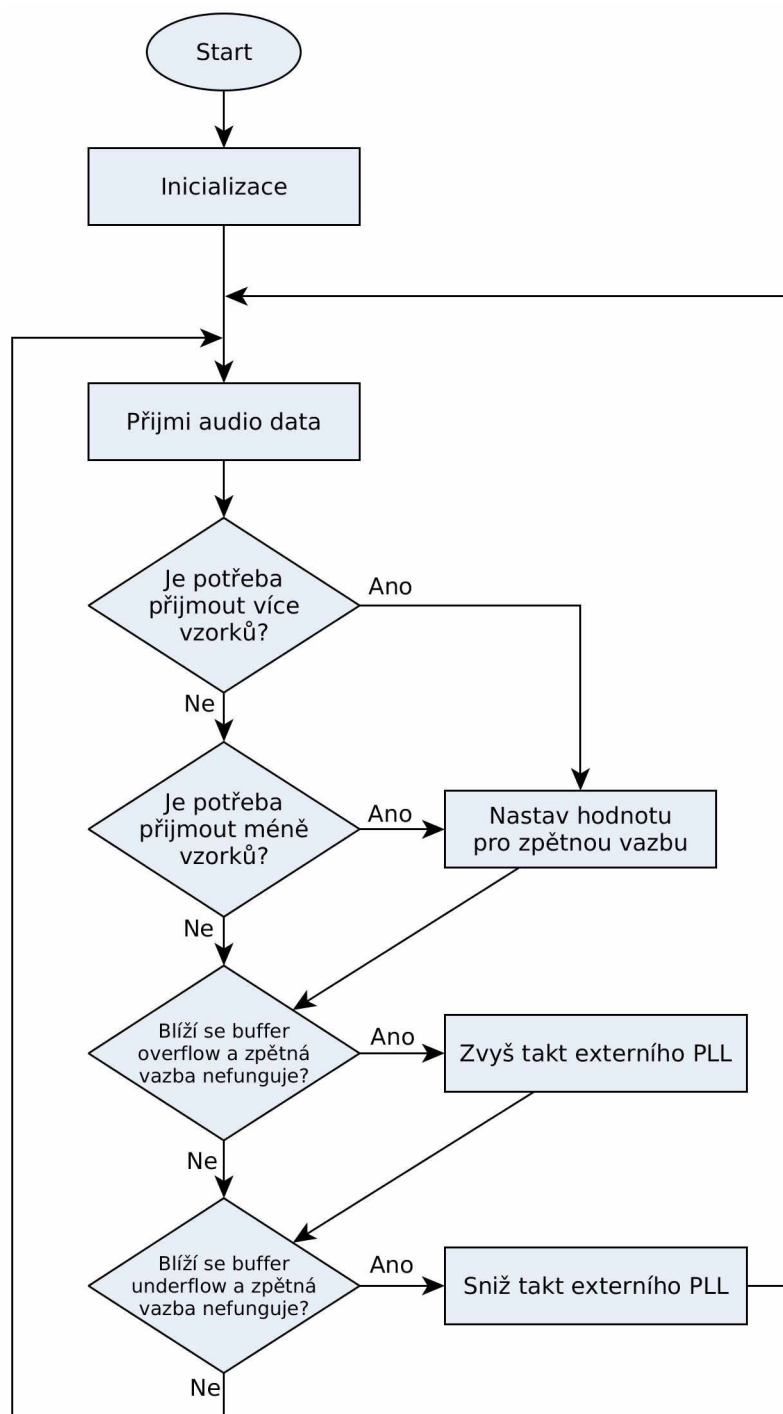 Start
Inicializace
Přijmi audio data
Je potřeba
přijmout více
vzorků?
Ano
Ne
Je potřeba
přijmout méně
vzorků?
Ano
Nastav hodnotu
pro zpětnou vazbu
Ne
Blíží se buffer
overflow a zpětná
vazba nefunguje?
Ano
Zvyš takt externího PLL
Ne
Blíží se buffer
underflow a zpětná
vazba nefunguje?
Ano
Sniž takt externího PLL
Ne